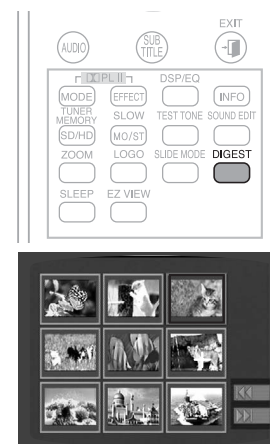 EXIT
AUDIO
SUB TITLE
PL II
DSP/EQ
MODE
EFFECT
INFO
TUNER MEMORY
SLOW
TEST TONE
SOUND EDIT
SD/HD
MO/ST
ZOOM
LOGO
SLIDE MODE
DIGEST
SLEEP
EZ VIEW